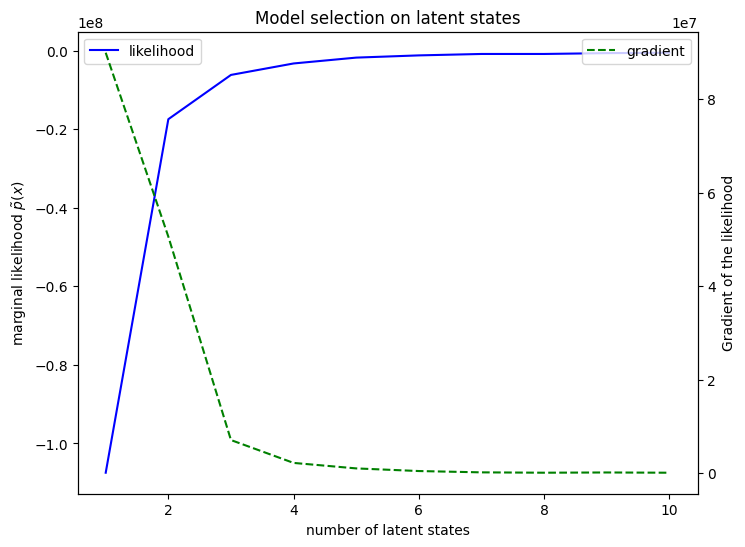 Model selection on latent states
1e8
1e7
likelihood
gradient
0.0
−0.2
−0.4
−0.6
−0.8
−1.0
marginal likelihood p̃(x)
8
6
4
2
0
Gradient of the likelihood
2
4
6
8
10
number of latent states